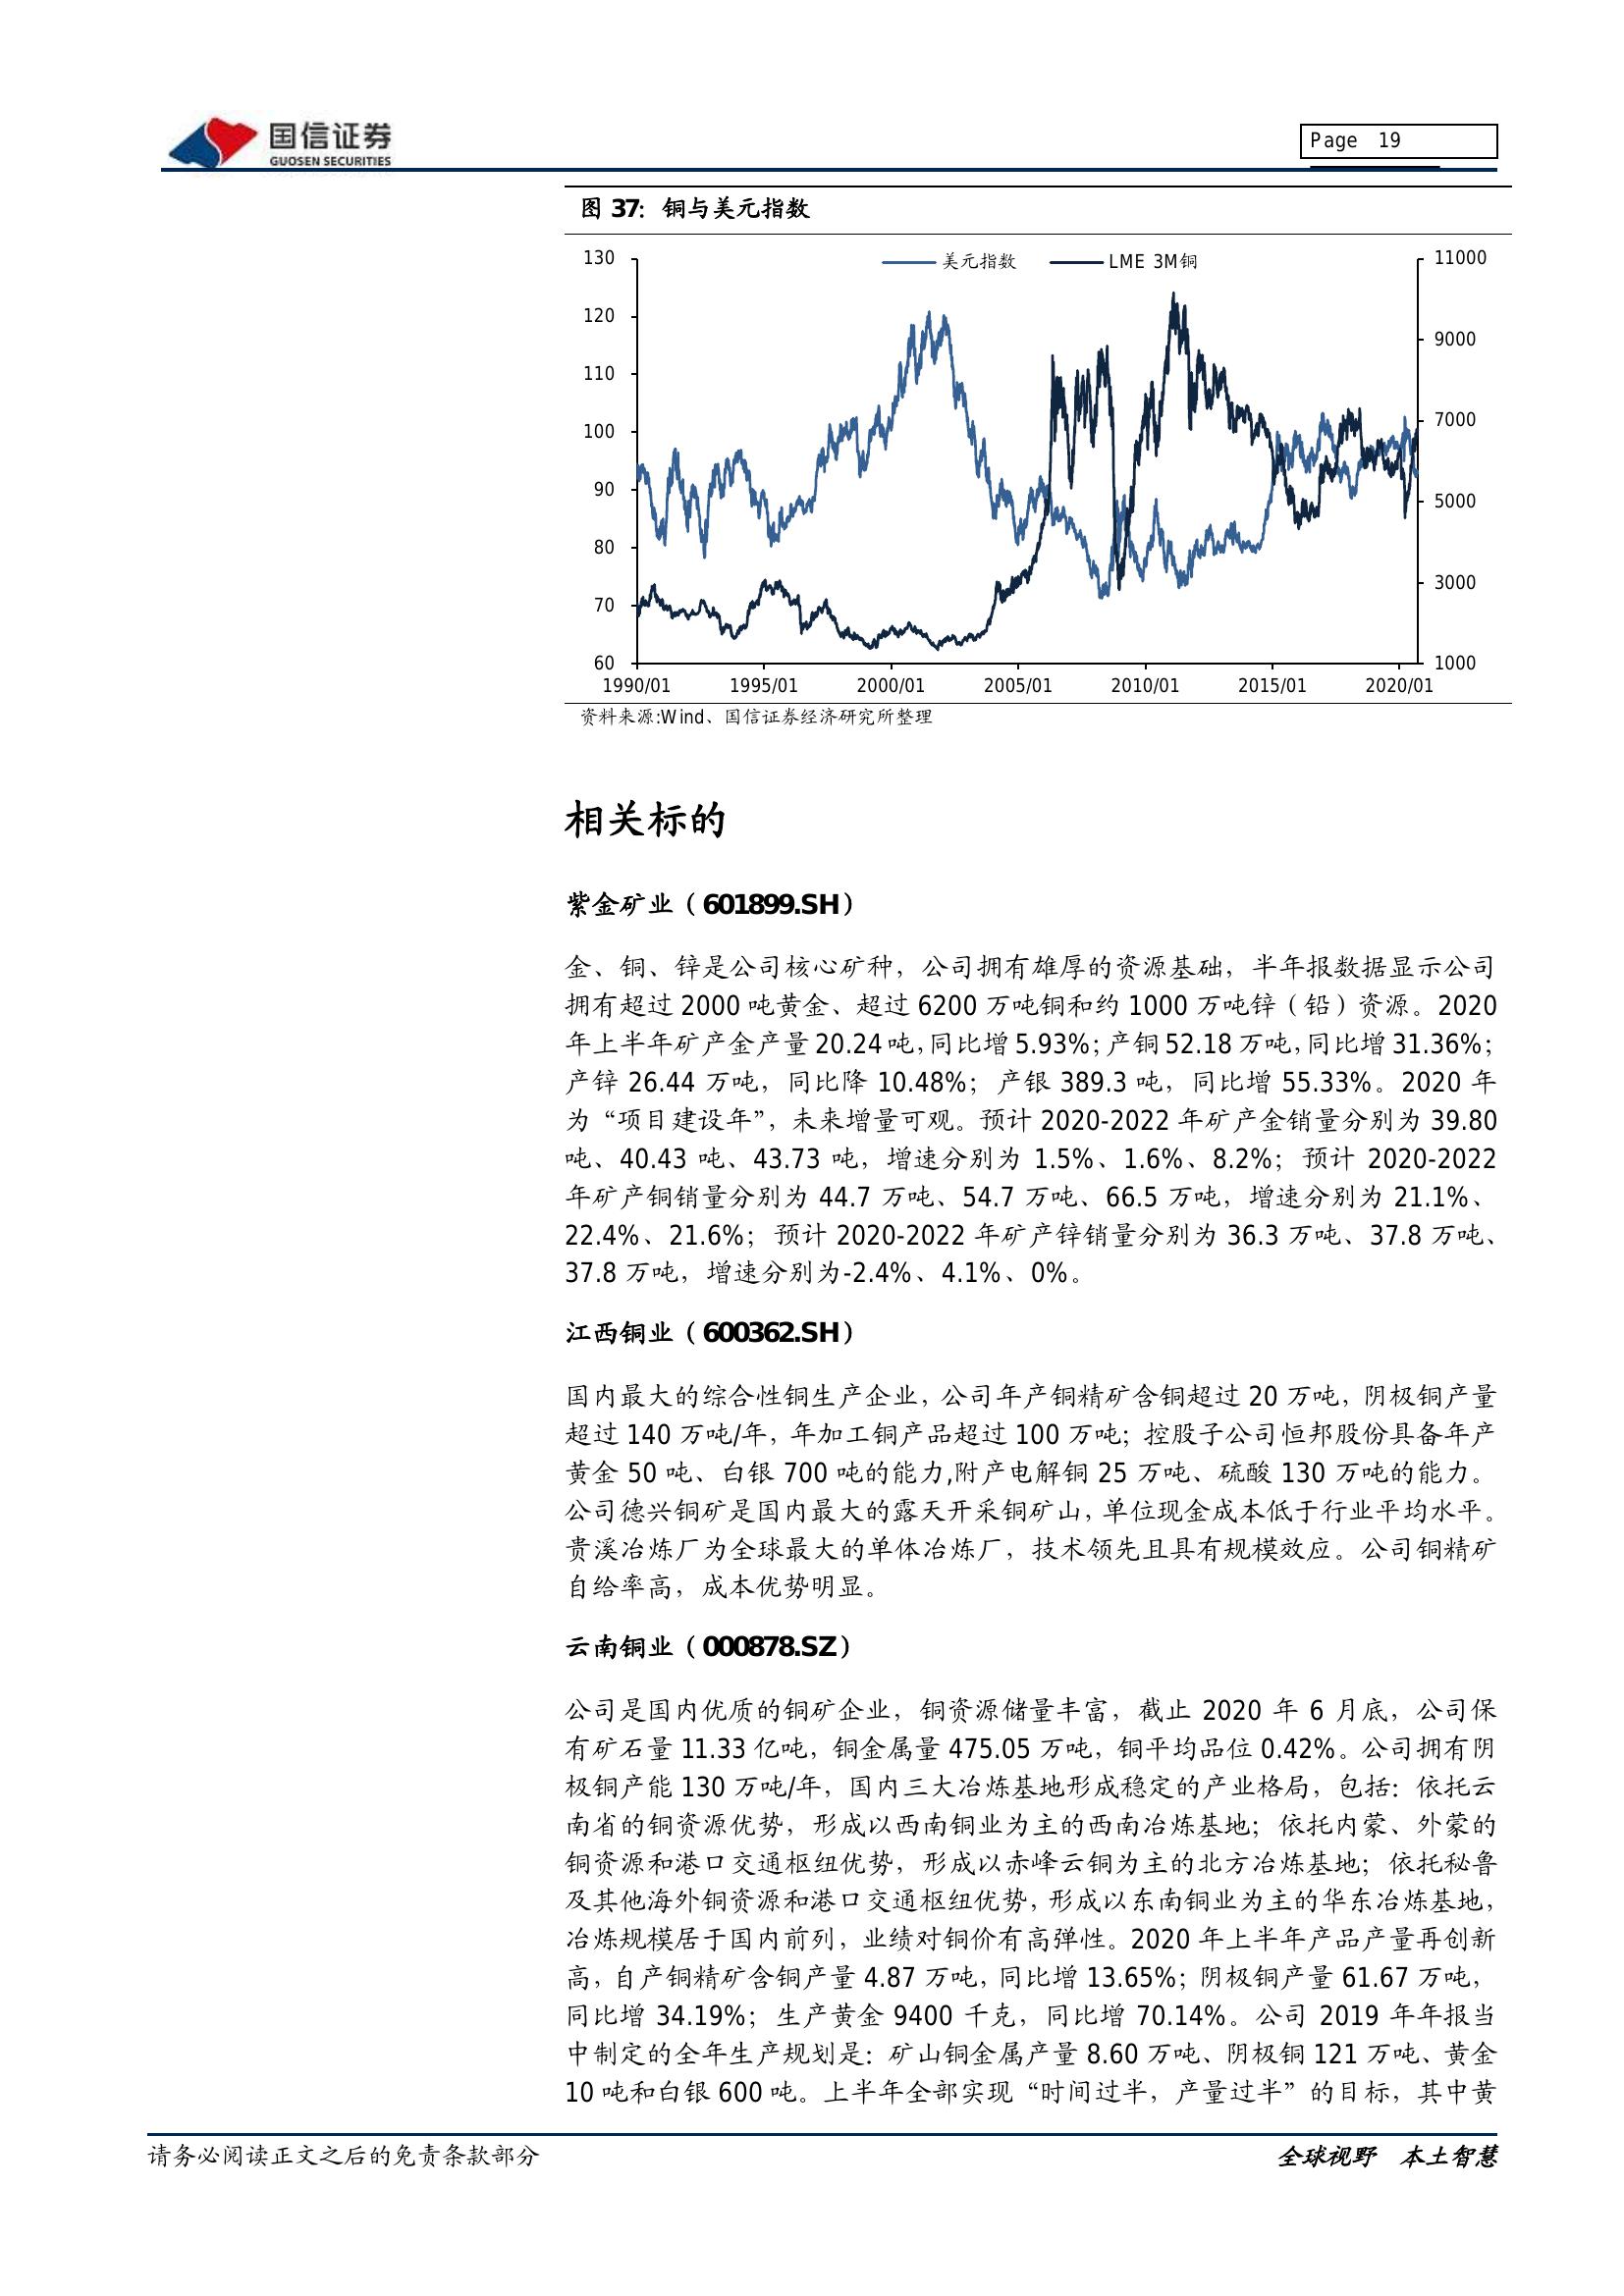 国信证券
GUOSEN SECURITIES
Page 19
图 37：铜与美元指数
美元指数 LME 3M铜
130
120
110
100
90
80
70
60
11000
9000
7000
5000
3000
1000
1990/01 1995/01 2000/01 2005/01 2010/01 2015/01 2020/01
资料来源:Wind、国信证券经济研究所整理
相关标的
紫金矿业（601899.SH）
金、铜、锌是公司核心矿种，公司拥有雄厚的资源基础，半年报数据显示公司
拥有超过 2000 吨黄金、超过 6200 万吨铜和约 1000 万吨锌（铅）资源。2020
年上半年矿产金产量 20.24 吨，同比增 5.93%；产铜 52.18 万吨，同比增 31.36%；
产锌 26.44 万吨，同比降 10.48%；产银 389.3 吨，同比增 55.33%。2020 年
为“项目建设年”，未来增量可观。预计 2020-2022 年矿产金销量分别为 39.80
吨、40.43 吨、43.73 吨，增速分别为 1.5%、1.6%、8.2%；预计 2020-2022
年矿产铜销量分别为 44.7 万吨、54.7 万吨、66.5 万吨，增速分别为 21.1%、
22.4%、21.6%；预计 2020-2022 年矿产锌销量分别为 36.3 万吨、37.8 万吨、
37.8 万吨，增速分别为-2.4%、4.1%、0%。
江西铜业（600362.SH）
国内最大的综合性铜生产企业，公司年产铜精矿含铜超过 20 万吨，阴极铜产量
超过 140 万吨/年，年加工铜产品超过 100 万吨；控股子公司恒邦股份具备年产
黄金 50 吨、白银 700 吨的能力,附产电解铜 25 万吨、硫酸 130 万吨的能力。
公司德兴铜矿是国内最大的露天开采铜矿山，单位现金成本低于行业平均水平。
贵溪冶炼厂为全球最大的单体冶炼厂，技术领先且具有规模效应。公司铜精矿
自给率高，成本优势明显。
云南铜业（000878.SZ）
公司是国内优质的铜矿企业，铜资源储量丰富，截止 2020 年 6 月底，公司保
有矿石量 11.33 亿吨，铜金属量 475.05 万吨，铜平均品位 0.42%。公司拥有阴
极铜产能 130 万吨/年，国内三大冶炼基地形成稳定的产业格局，包括：依托云
南省的铜资源优势，形成以西南铜业为主的西南冶炼基地；依托内蒙、外蒙的
铜资源和港口交通枢纽优势，形成以赤峰云铜为主的北方冶炼基地；依托秘鲁
及其他海外铜资源和港口交通枢纽优势，形成以东南铜业为主的华东冶炼基地，
冶炼规模居于国内前列，业绩对铜价有高弹性。2020 年上半年产品产量再创新
高，自产铜精矿含铜产量 4.87 万吨，同比增 13.65%；阴极铜产量 61.67 万吨，
同比增 34.19%；生产黄金 9400 千克，同比增 70.14%。公司 2019 年年报当
中制定的全年生产规划是：矿山铜金属产量 8.60 万吨、阴极铜 121 万吨、黄金
10 吨和白银 600 吨。上半年全部实现“时间过半，产量过半”的目标，其中黄
请务必阅读正文之后的免责条款部分
全球视野 本土智慧